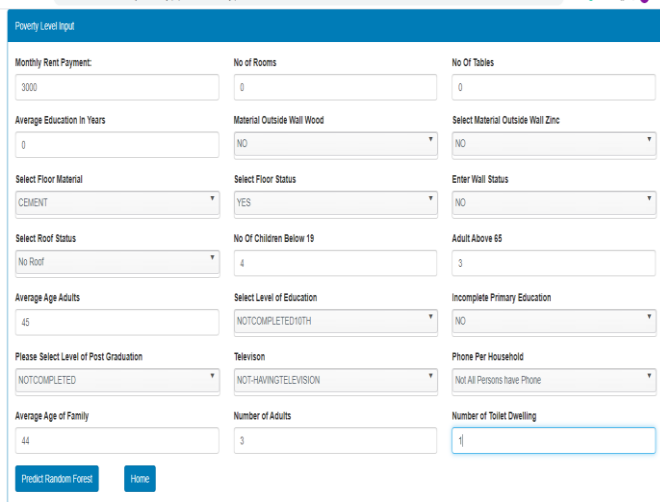 Poverty Level Input
Monthly Rent Payment: No of Rooms No Of Tables
3000 0 0
Average Education In Years Material Outside Wall Wood Select Material Outside Wall Zinc
0 NO NO
Select Floor Material Select Floor Status Enter Wall Status
CEMENT YES NO
Select Roof Status No Of Children Below 19 Adult Above 65
No Roof 4 3
Average Age Adults Select Level of Education Incomplete Primary Education
45 NOTCOMPLETED10TH NO
Please Select Level of Post Graduation Televison Phone Per Household
NOTCOMPLETED NOT-HAVINGTELEVISION Not All Persons have Phone
Average Age of Family Number of Adults Number of Toilet Dwelling
44 3 1
Predict Random Forest Home